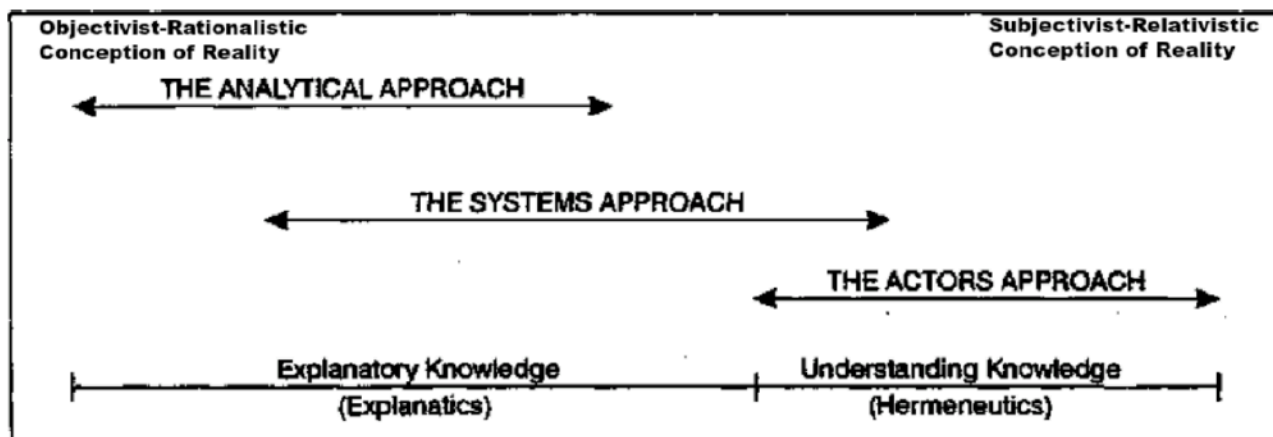 Objectivist-Rationalistic
Conception of Reality
Subjectivist-Relativistic
Conception of Reality
THE ANALYTICAL APPROACH
THE SYSTEMS APPROACH
THE ACTORS APPROACH
Explanatory Knowledge
(Explanatics)
Understanding Knowledge
(Hermeneutics)